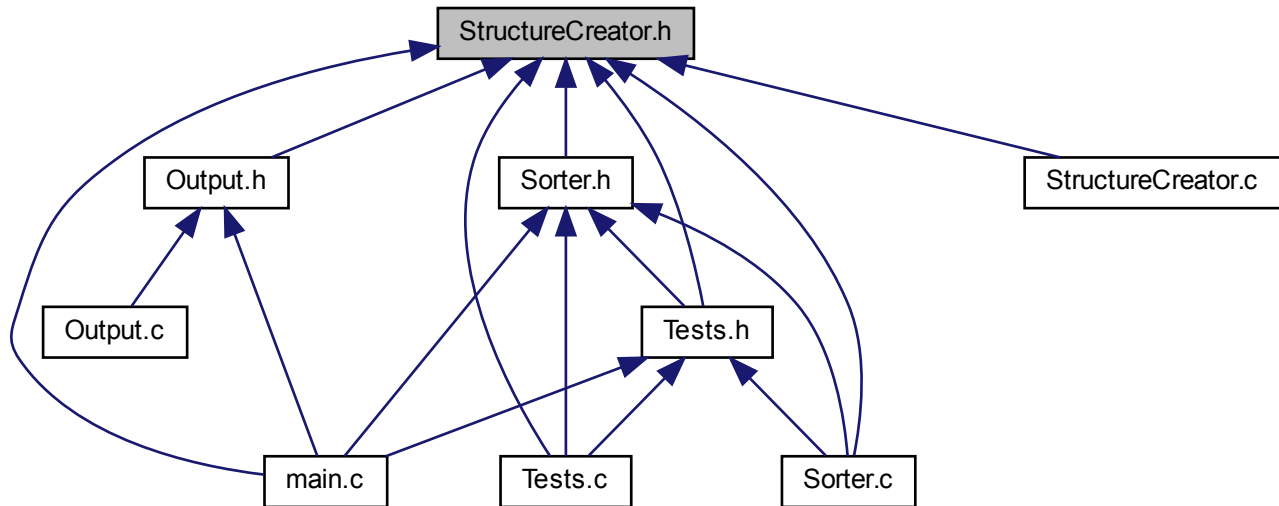 StructureCreator.h
Output.h
Sorter.h
StructureCreator.c
Output.c
Tests.h
main.c
Tests.c
Sorter.c